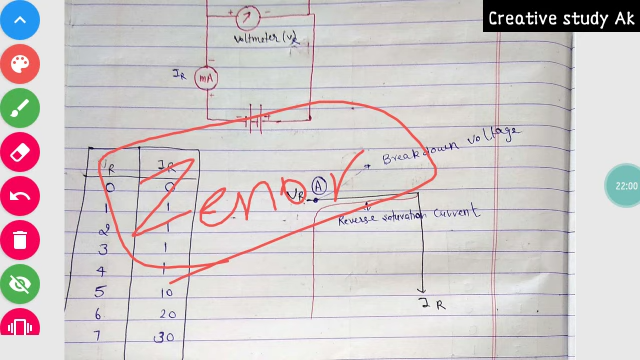 Creative study Ak
voltmeter (V)R
IR
mA
Breakdown voltage
IR IR
VR A
0 0
1 1
2 1
3 1
4 1
5 10
6 20
7 30
Zener
Reverse saturation Current
IR
22:00